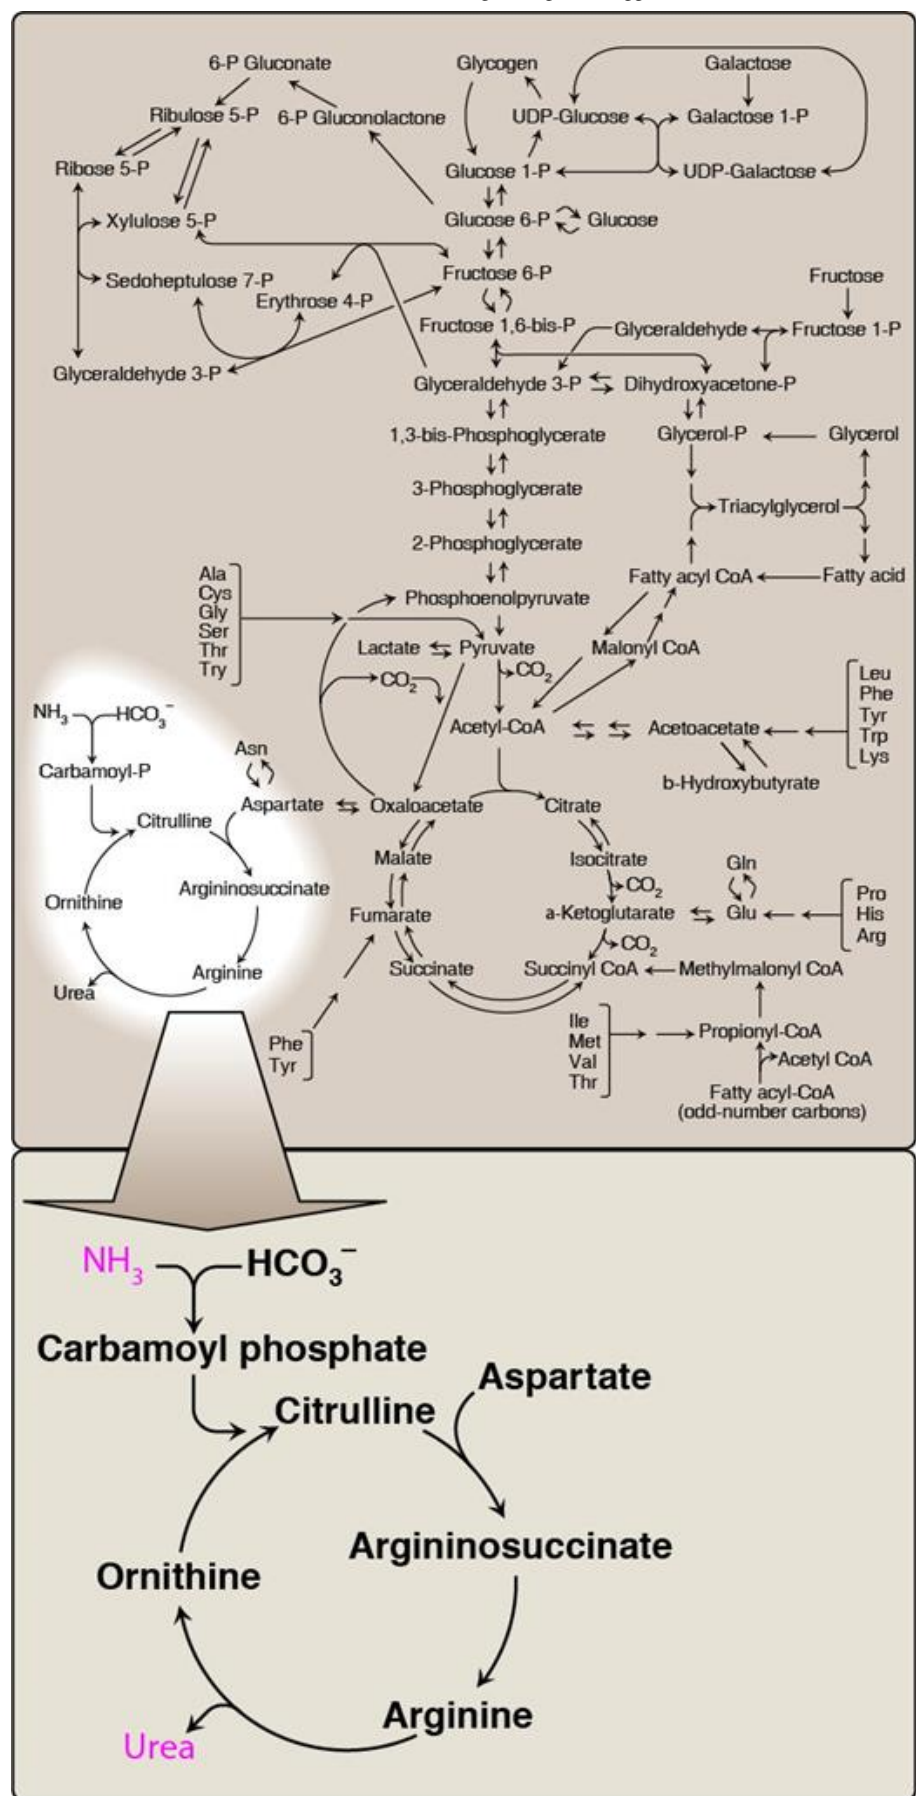 6-P Gluconate
Glycogen
Galactose
Ribulose 5-P
6-P Gluconolactone
UDP-Glucose
Galactose 1-P
Ribose 5-P
Glucose 1-P
UDP-Galactose
Xylulose 5-P
Glucose 6-P
Glucose
Sedoheptulose 7-P
Fructose 6-P
Fructose
Erythrose 4-P
Fructose 1,6-bis-P
Glyceraldehyde
Fructose 1-P
Glyceraldehyde 3-P
Glyceraldehyde 3-P
Dihydroxyacetone-P
1,3-bis-Phosphoglycerate
Glycerol-P
Glycerol
3-Phosphoglycerate
Triacylglycerol
2-Phosphoglycerate
Ala
Cys
Gly
Ser
Thr
Try
Phosphoenolpyruvate
Fatty acyl CoA
Fatty acid
Lactate
Pyruvate
Malonyl CoA
CO₂
CO₂
Leu
Phe
Tyr
Trp
Lys
NH₃
HCO₃⁻
Acetyl-CoA
Acetoacetate
Asn
Carbamoyl-P
b-Hydroxybutyrate
Aspartate
Oxaloacetate
Citrate
Citrulline
Malate
Isocitrate
Gln
CO₂
Argininosuccinate
Ornithine
Fumarate
a-Ketoglutarate
Glu
Pro
His
Arg
CO₂
Arginine
Succinate
Succinyl CoA
Methylmalonyl CoA
Urea
Ile
Met
Val
Thr
Propionyl-CoA
Phe
Tyr
Acetyl CoA
Fatty acyl-CoA
(odd-number carbons)
NH₃
HCO₃⁻
Carbamoyl phosphate
Aspartate
Citrulline
Argininosuccinate
Ornithine
Arginine
Urea